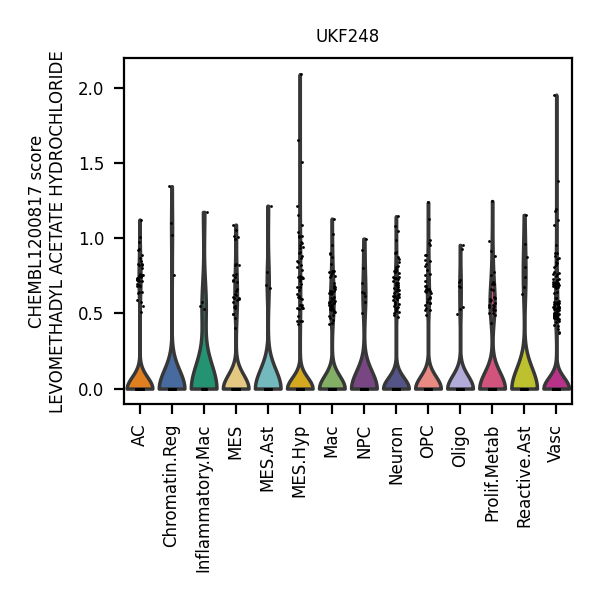 UKF248
CHEMBL1200817 score
LEVOMETHADYL ACETATE HYDROCHLORIDE
2.0
1.5
1.0
0.5
0.0
AC
Chromatin.Reg
Inflammatory.Mac
MES
MES.Ast
MES.Hyp
Mac
NPC
Neuron
OPC
Oligo
Prolif.Metab
Reactive.Ast
Vasc